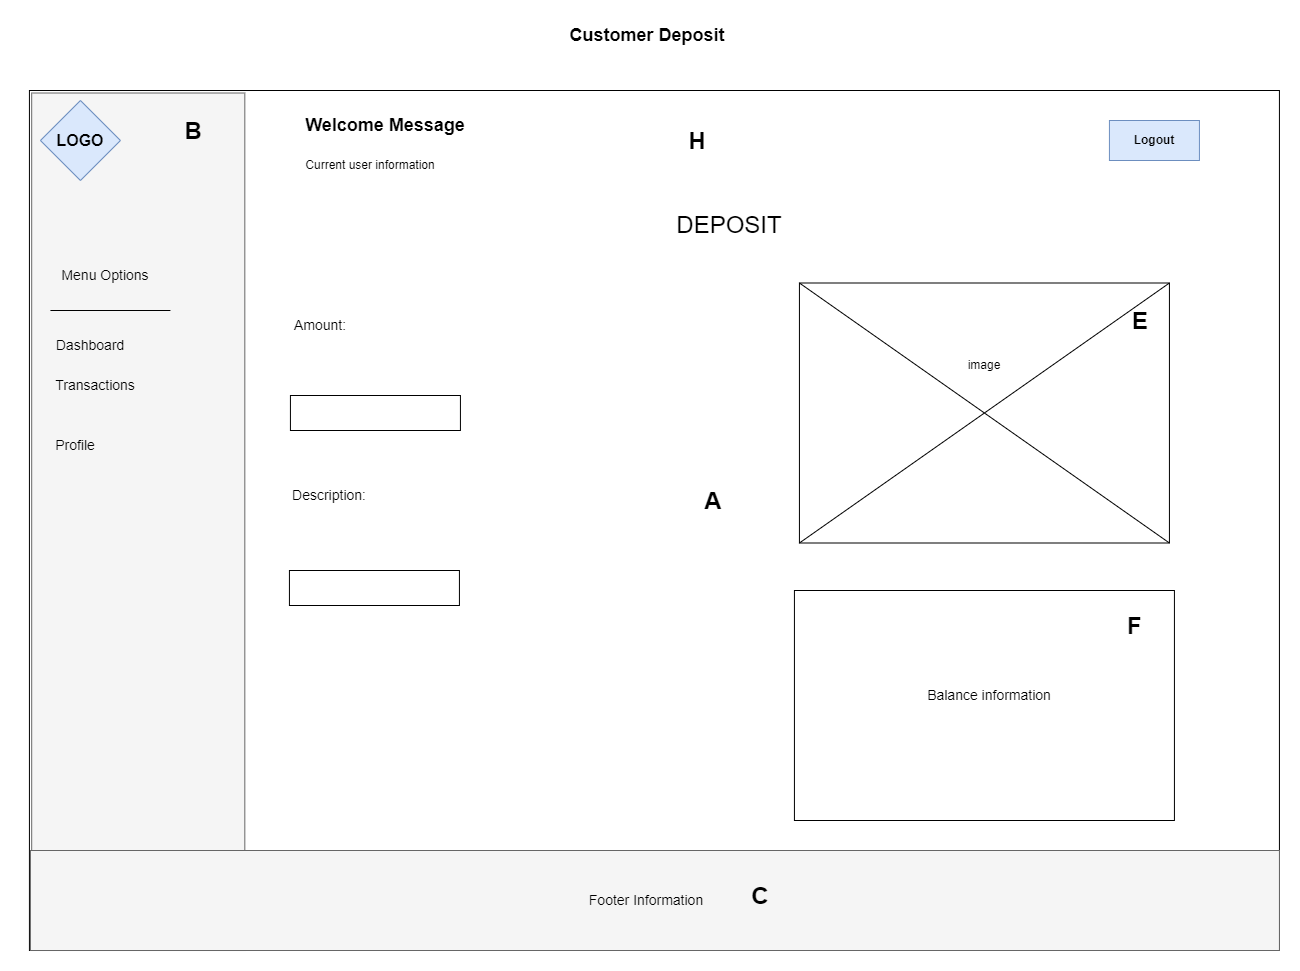 Customer Deposit
LOGO
B
Welcome Message
H
Logout
Current user information
DEPOSIT
Menu Options
Dashboard
Transactions
Profile
Amount:
Description:
A
E
image
F
Balance information
Footer Information
C